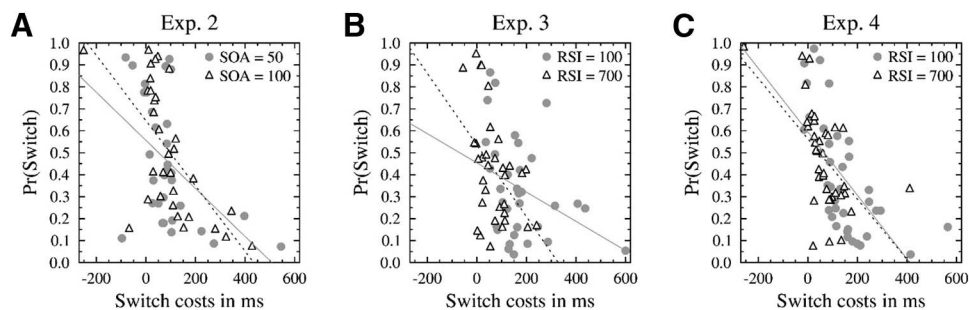 A
Exp. 2
Pr(Switch)
1.0
0.9
0.8
0.7
0.6
0.5
0.4
0.3
0.2
0.1
0.0
SOA = 50
SOA = 100
-200 0 200 400 600
Switch costs in ms
B
Exp. 3
Pr(Switch)
1.0
0.9
0.8
0.7
0.6
0.5
0.4
0.3
0.2
0.1
0.0
RSI = 100
RSI = 700
-200 0 200 400 600
Switch costs in ms
C
Exp. 4
Pr(Switch)
1.0
0.9
0.8
0.7
0.6
0.5
0.4
0.3
0.2
0.1
0.0
RSI = 100
RSI = 700
-200 0 200 400 600
Switch costs in ms